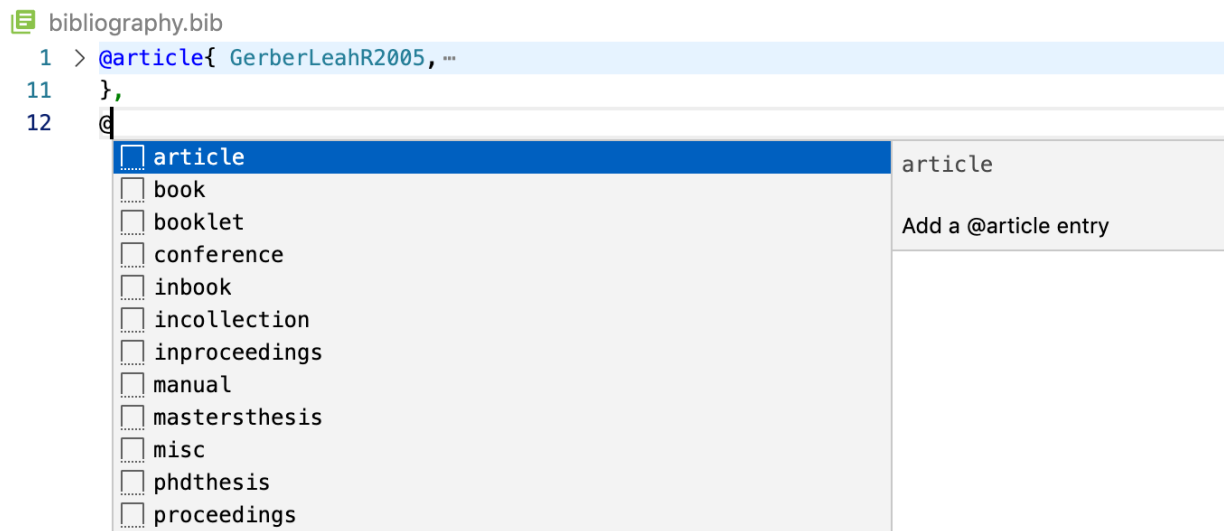 bibliography.bib
1 > @article{ GerberLeahR2005,…
11 },
12 @
article
book
booklet
conference
inbook
incollection
inproceedings
manual
mastersthesis
misc
phdthesis
proceedings
article
Add a @article entry